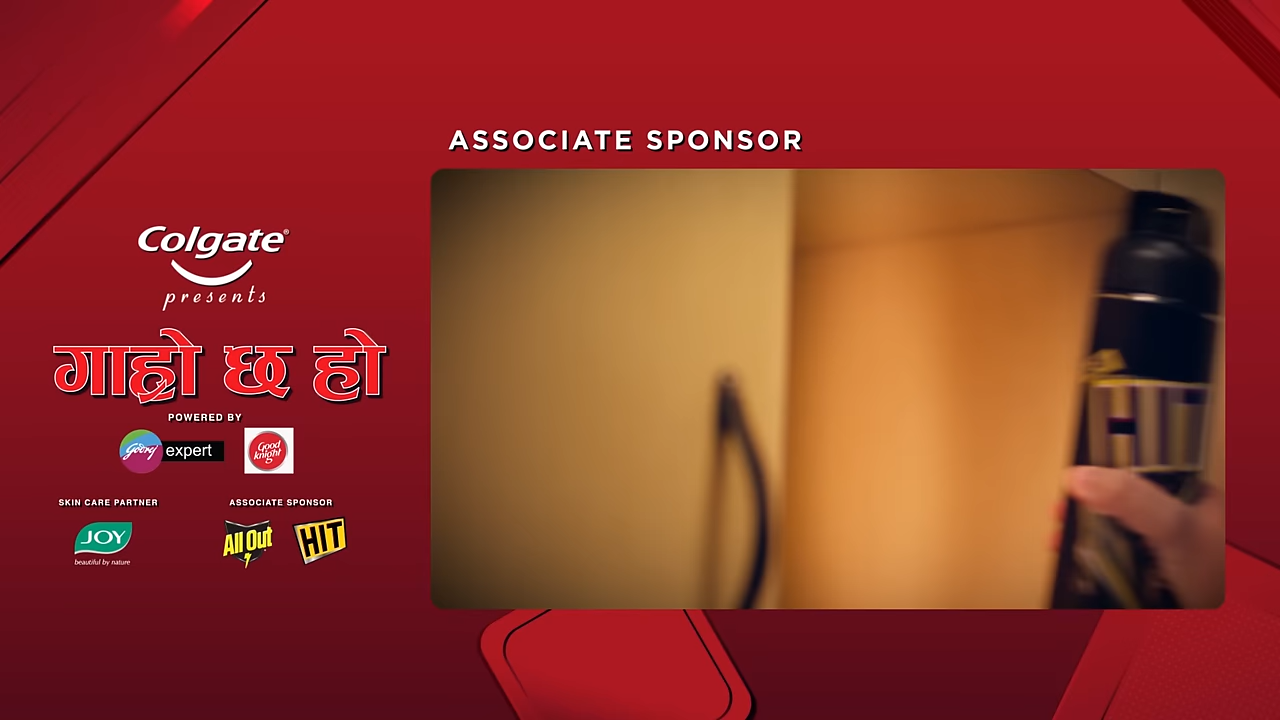 ASSOCIATE SPONSOR
Colgate®
presents
गाह्रो छ हो
POWERED BY
Godrej expert
Good knight
SKIN CARE PARTNER
ASSOCIATE SPONSOR
JOY
beautiful by nature
All Out
HIT